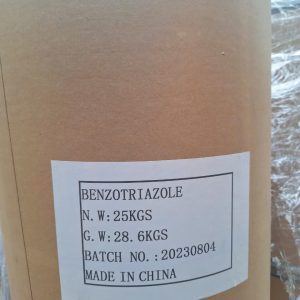 BENZOTRIAZOLE
N.W:25KGS
G.W:28.6KGS
BATCH NO.:20230804
MADE IN CHINA